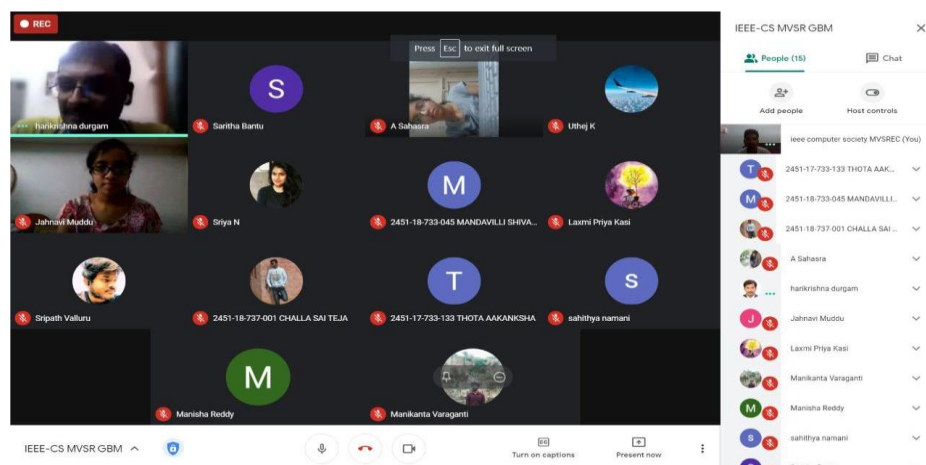 REC
Press Esc to exit full screen
harikrishna durgam
S
Saritha Bantu
A Sahasra
Uthej K
Jahnavi Muddu
Sriya N
M
2451-18-733-045 MANDAVILLI SHIVA...
Laxmi Priya Kasi
Sripath Valluru
2451-18-737-001 CHALLA SAI TEJA
T
2451-17-733-133 THOTA AAKANKSHA
s
sahithya namani
M
Manisha Reddy
Manikanta Varaganti
IEEE-CS MVSR GBM
Turn on captions
Present now
IEEE-CS MVSR GBM
People (15)
Chat
Add people
Host controls
ieee computer society MVSREC (You)
T
2451-17-733-133 THOTA AAK...
M
2451-18-733-045 MANDAVILLI...
2451-18-737-001 CHALLA SAI ...
A Sahasra
harikrishna durgam
J
Jahnavi Muddu
Laxmi Priya Kasi
Manikanta Varaganti
M
Manisha Reddy
s
sahithya namani